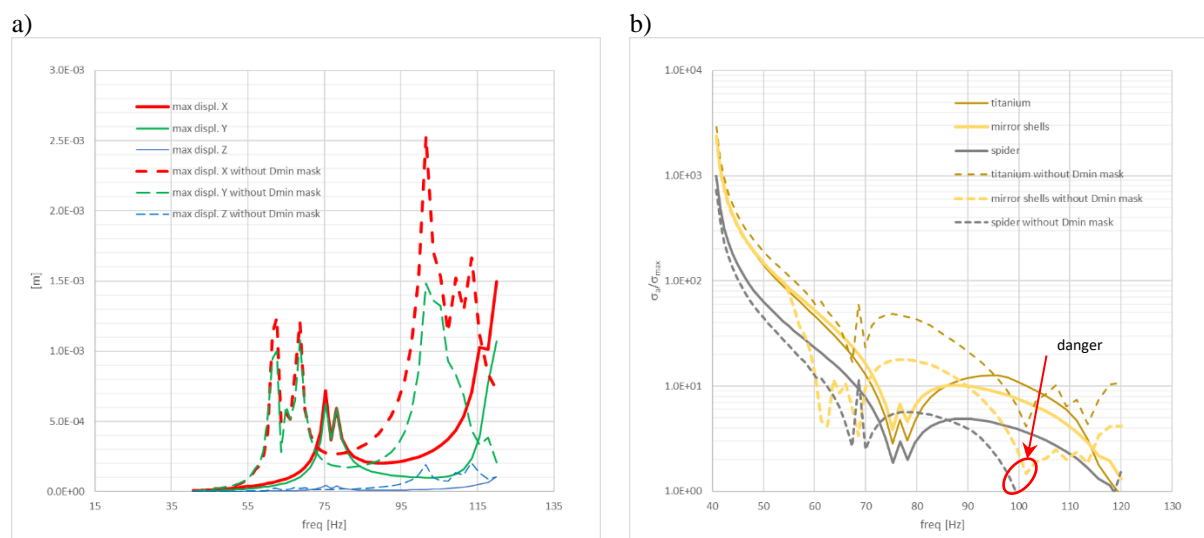 a)
3.0E-03
2.5E-03
2.0E-03
1.5E-03
1.0E-03
5.0E-04
0.0E+00
[m]
max displ. X
max displ. Y
max displ. Z
max displ. X without Dmin mask
max displ. Y without Dmin mask
max displ. Z without Dmin mask
15 35 55 75 95 115 135
freq [Hz]
b)
1.0E+04
1.0E+03
1.0E+02
1.0E+01
1.0E+00
σa/σmax
titanium
mirror shells
spider
titanium without Dmin mask
mirror shells without Dmin mask
spider without Dmin mask
danger
40 50 60 70 80 90 100 110 120 130
freq [Hz]